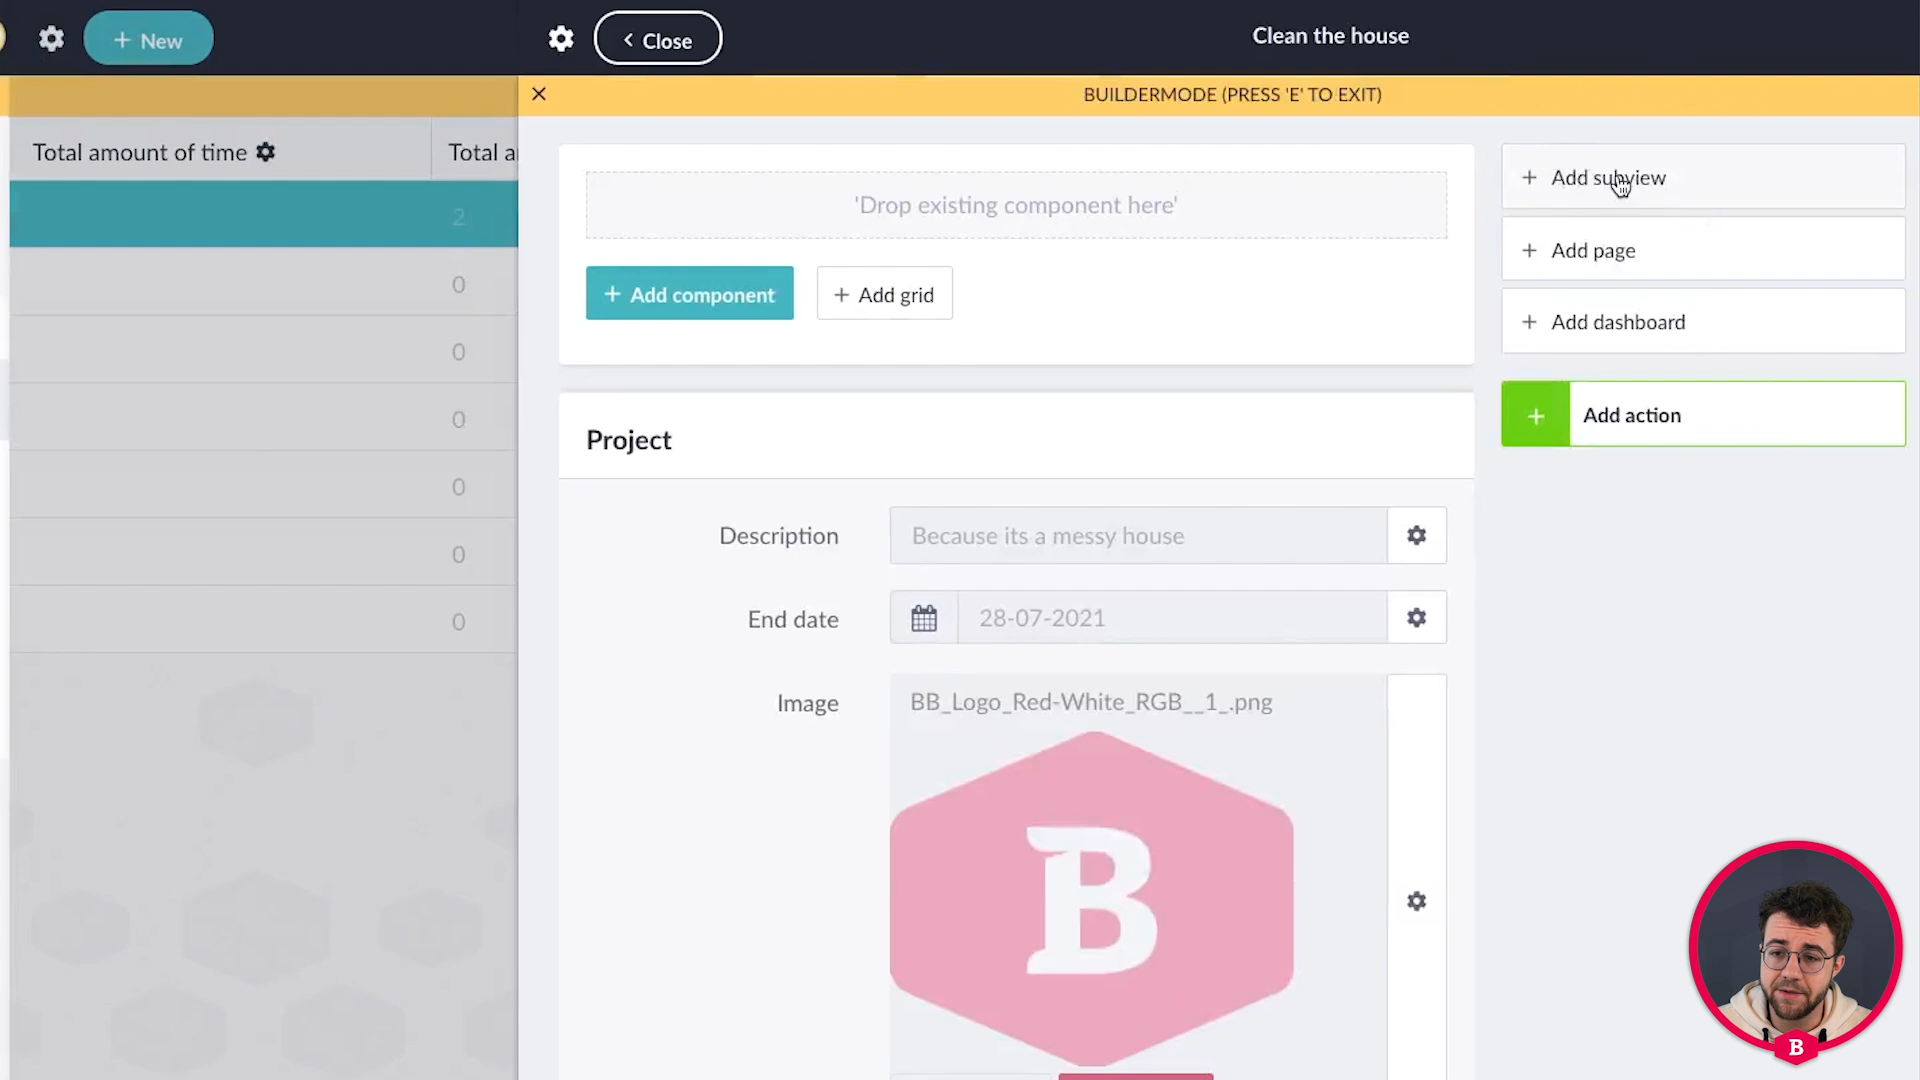 + New
Close
Clean the house
BUILDERMODE (PRESS 'E' TO EXIT)
Total amount of time
Total a
2
0
0
0
0
0
0
'Drop existing component here'
+ Add component
+ Add grid
+ Add subview
+ Add page
+ Add dashboard
+ Add action
Project
Description
Because its a messy house
End date
28-07-2021
Image
BB_Logo_Red-White_RGB__1_.png
B
B